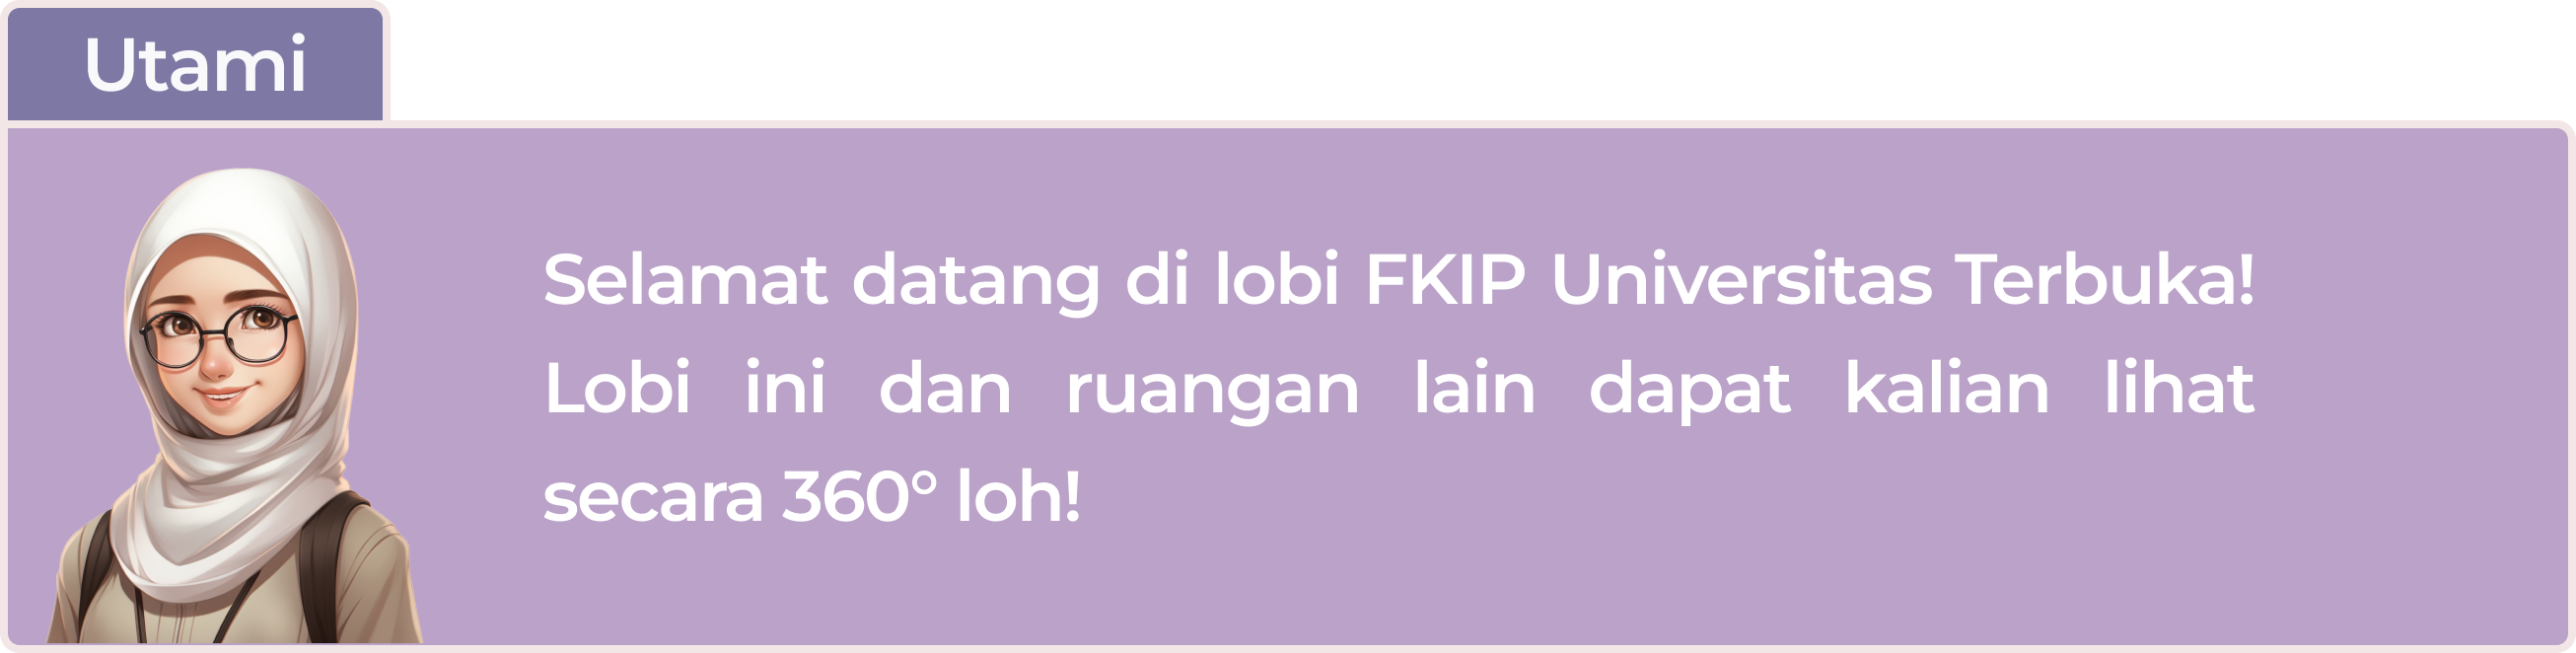 Utami
Selamat datang di lobi FKIP Universitas Terbuka!
Lobi ini dan ruangan lain dapat kalian lihat
secara 360° loh!